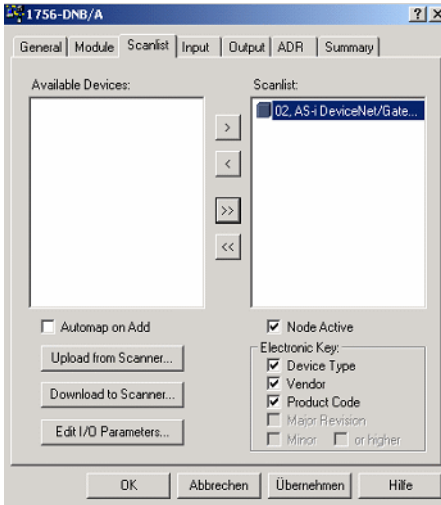 1756-DNB/A
General Module Scanlist Input Output ADR Summary
Available Devices:
Scanlist:
02, AS-i DeviceNet/Gate...
>
<
>>
<<
Automap on Add
Node Active
Upload from Scanner...
Electronic Key:
Device Type
Vendor
Download to Scanner...
Product Code
Major Revision
Edit I/O Parameters...
Minor or higher
OK Abbrechen Übernehmen Hilfe